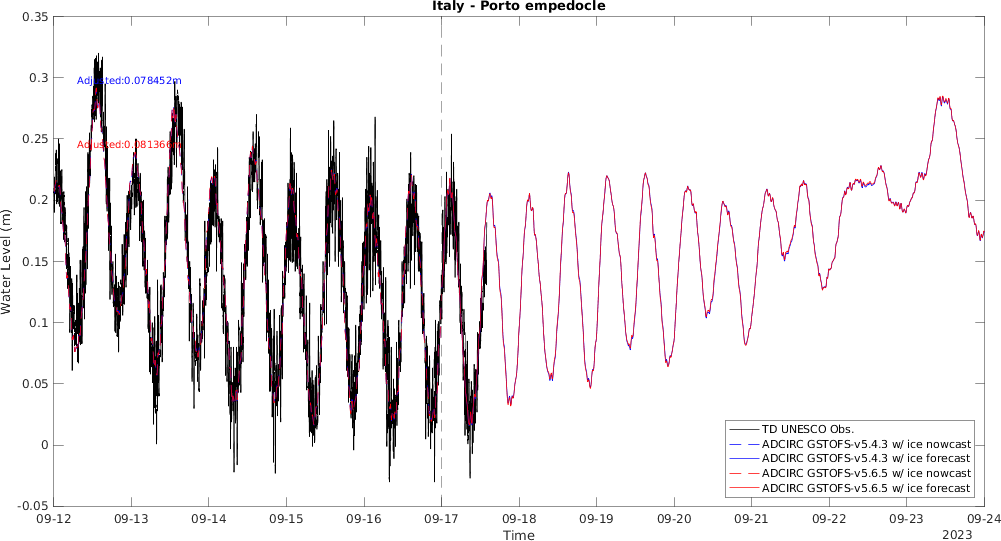 Italy - Porto empedocle
0.35
0.3
0.25
0.2
0.15
0.1
0.05
0
-0.05
Water Level (m)
Adjusted:0.078452m
Adjusted:0.081366m
TD UNESCO Obs.
ADCIRC GSTOFS-v5.4.3 w/ ice nowcast
ADCIRC GSTOFS-v5.4.3 w/ ice forecast
ADCIRC GSTOFS-v5.6.5 w/ ice nowcast
ADCIRC GSTOFS-v5.6.5 w/ ice forecast
09-12 09-13 09-14 09-15 09-16 09-17 09-18 09-19 09-20 09-21 09-22 09-23 09-24
Time
2023